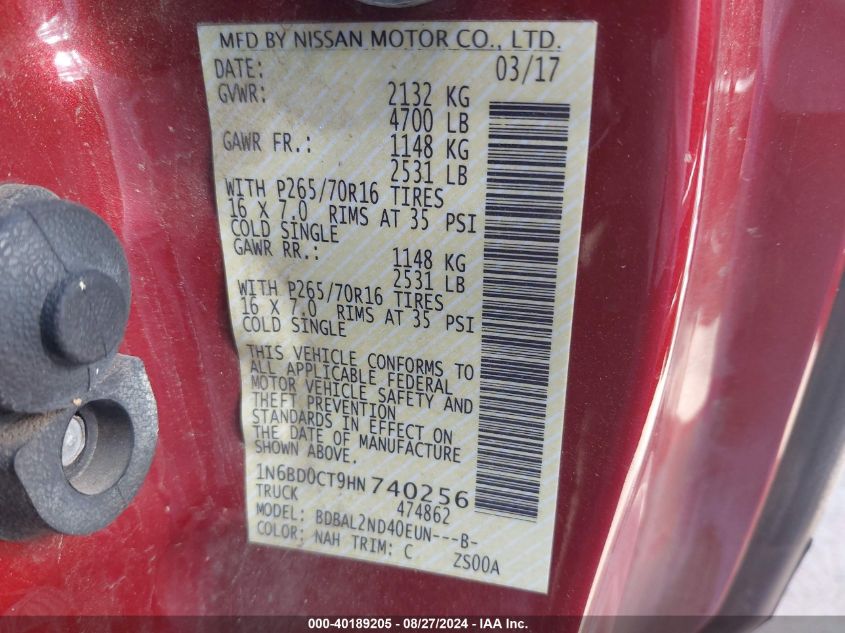 MFD BY NISSAN MOTOR CO., LTD.
DATE: 03/17
GVWR: 2132 KG
4700 LB
GAWR FR.: 1148 KG
2531 LB
WITH P265/70R16 TIRES
16 X 7.0 RIMS AT 35 PSI
COLD SINGLE
GAWR RR.: 1148 KG
2531 LB
WITH P265/70R16 TIRES
16 X 7.0 RIMS AT 35 PSI
COLD SINGLE
THIS VEHICLE CONFORMS TO
ALL APPLICABLE FEDERAL
MOTOR VEHICLE SAFETY AND
THEFT PREVENTION
STANDARDS IN EFFECT ON
THE DATE OF MANUFACTURE
SHOWN ABOVE.
1N6BD0CT9HN740256
TRUCK 474862
MODEL: BDBAL2ND40EUN---B-
COLOR: NAH TRIM: C ZS00A
000-40189205 - 08/27/2024 - IAA Inc.